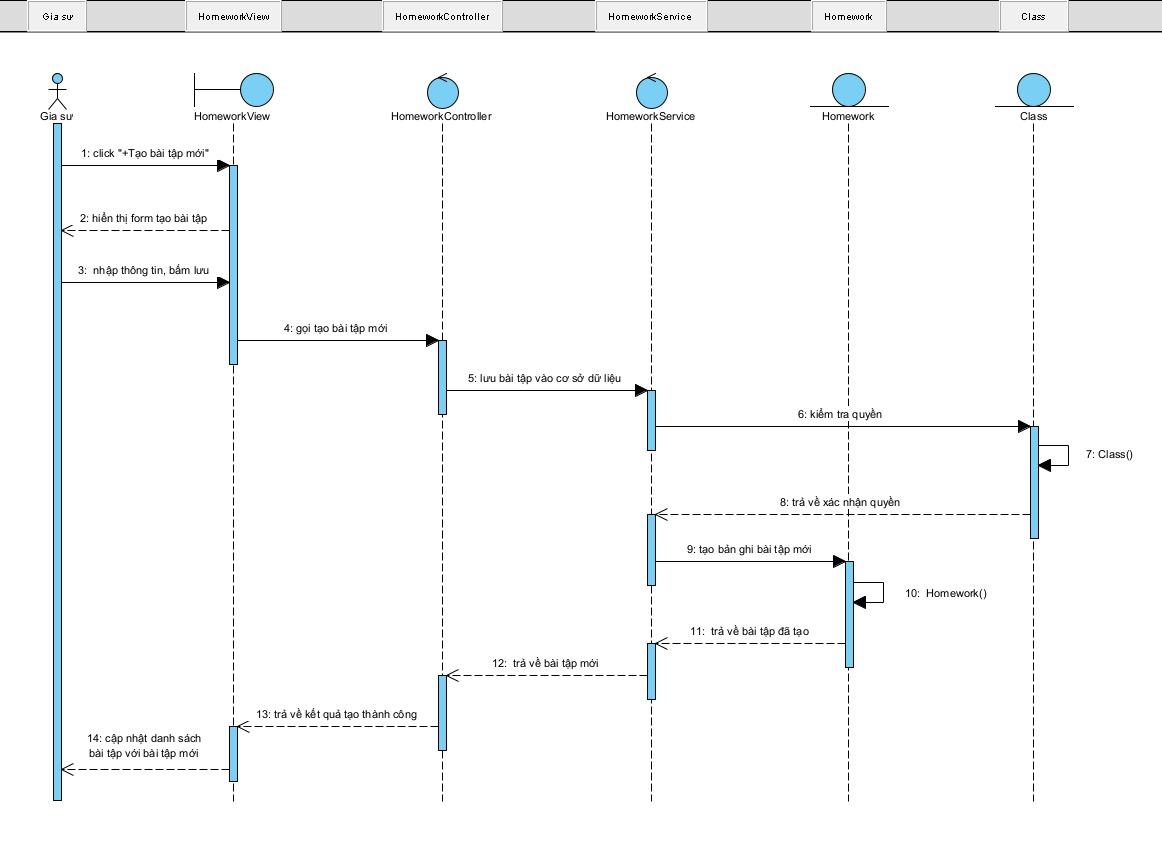 Gia sư
HomeworkView
HomeworkController
HomeworkService
Homework
Class
Gia sư
HomeworkView
HomeworkController
HomeworkService
Homework
Class
1: click "+Tạo bài tập mới"
2: hiển thị form tạo bài tập
3: nhập thông tin, bấm lưu
4: gọi tạo bài tập mới
5: lưu bài tập vào cơ sở dữ liệu
6: kiểm tra quyền
7: Class()
8: trả về xác nhận quyền
9: tạo bản ghi bài tập mới
10: Homework()
11: trả về bài tập đã tạo
12: trả về bài tập mới
13: trả về kết quả tạo thành công
14: cập nhật danh sách
bài tập với bài tập mới